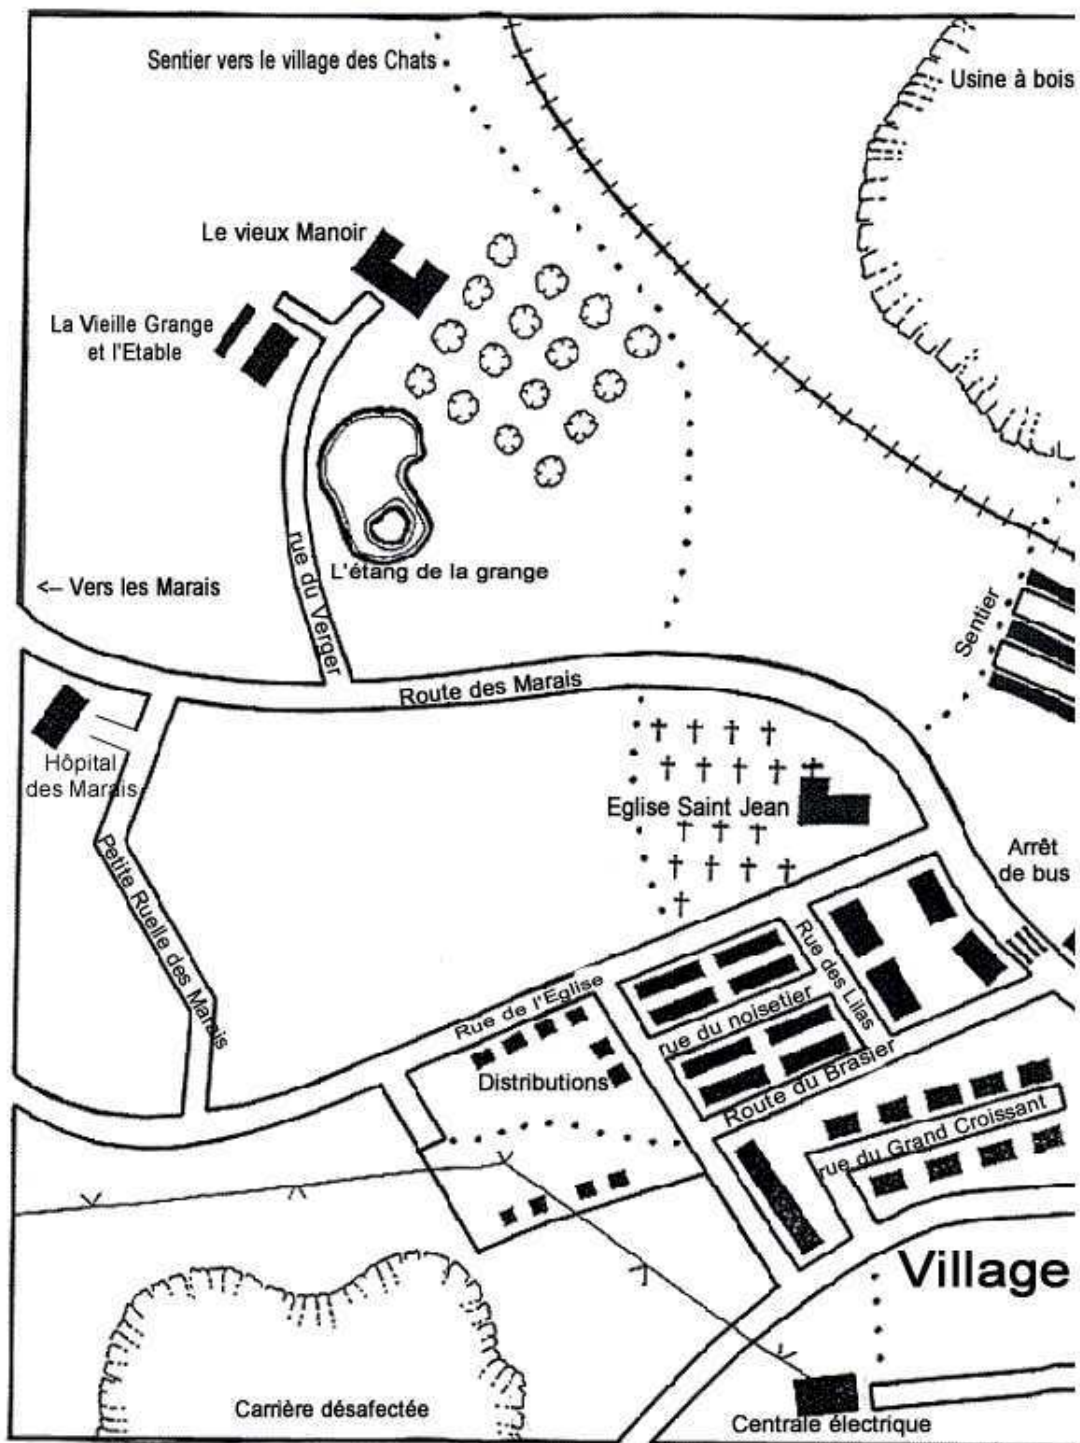 Sentier vers le village des Chats
Usine à bois
Le vieux Manoir
La Vieille Grange
et l'Etable
L'étang de la grange
rue du Verger
<-- Vers les Marais
Sentier
Route des Marais
Hôpital
des Marais
Eglise Saint Jean
Arrêt
de bus
Petite Ruelle des Marais
Rue des Lilas
Rue de l'Eglise
rue du noisetier
Distributions
Route du Brasier
rue du Grand Croissant
Village
Carrière désafectée
Centrale électrique